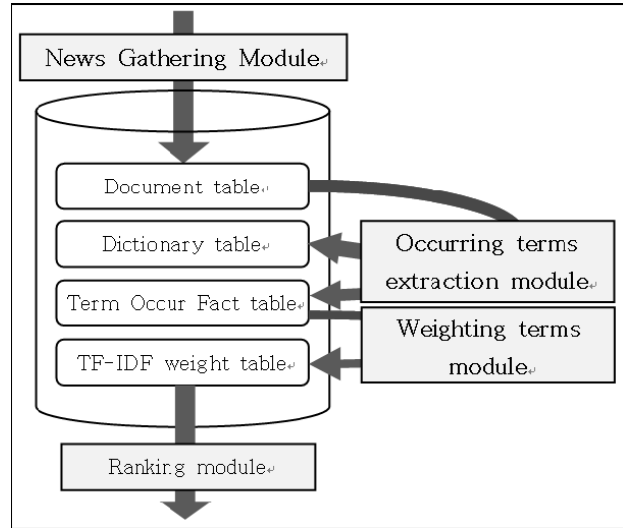 News Gathering Module
Document table
Dictionary table
Term Occur Fact table
TF-IDF weight table
Occurring terms
extraction module
Weighting terms
module
Ranking module